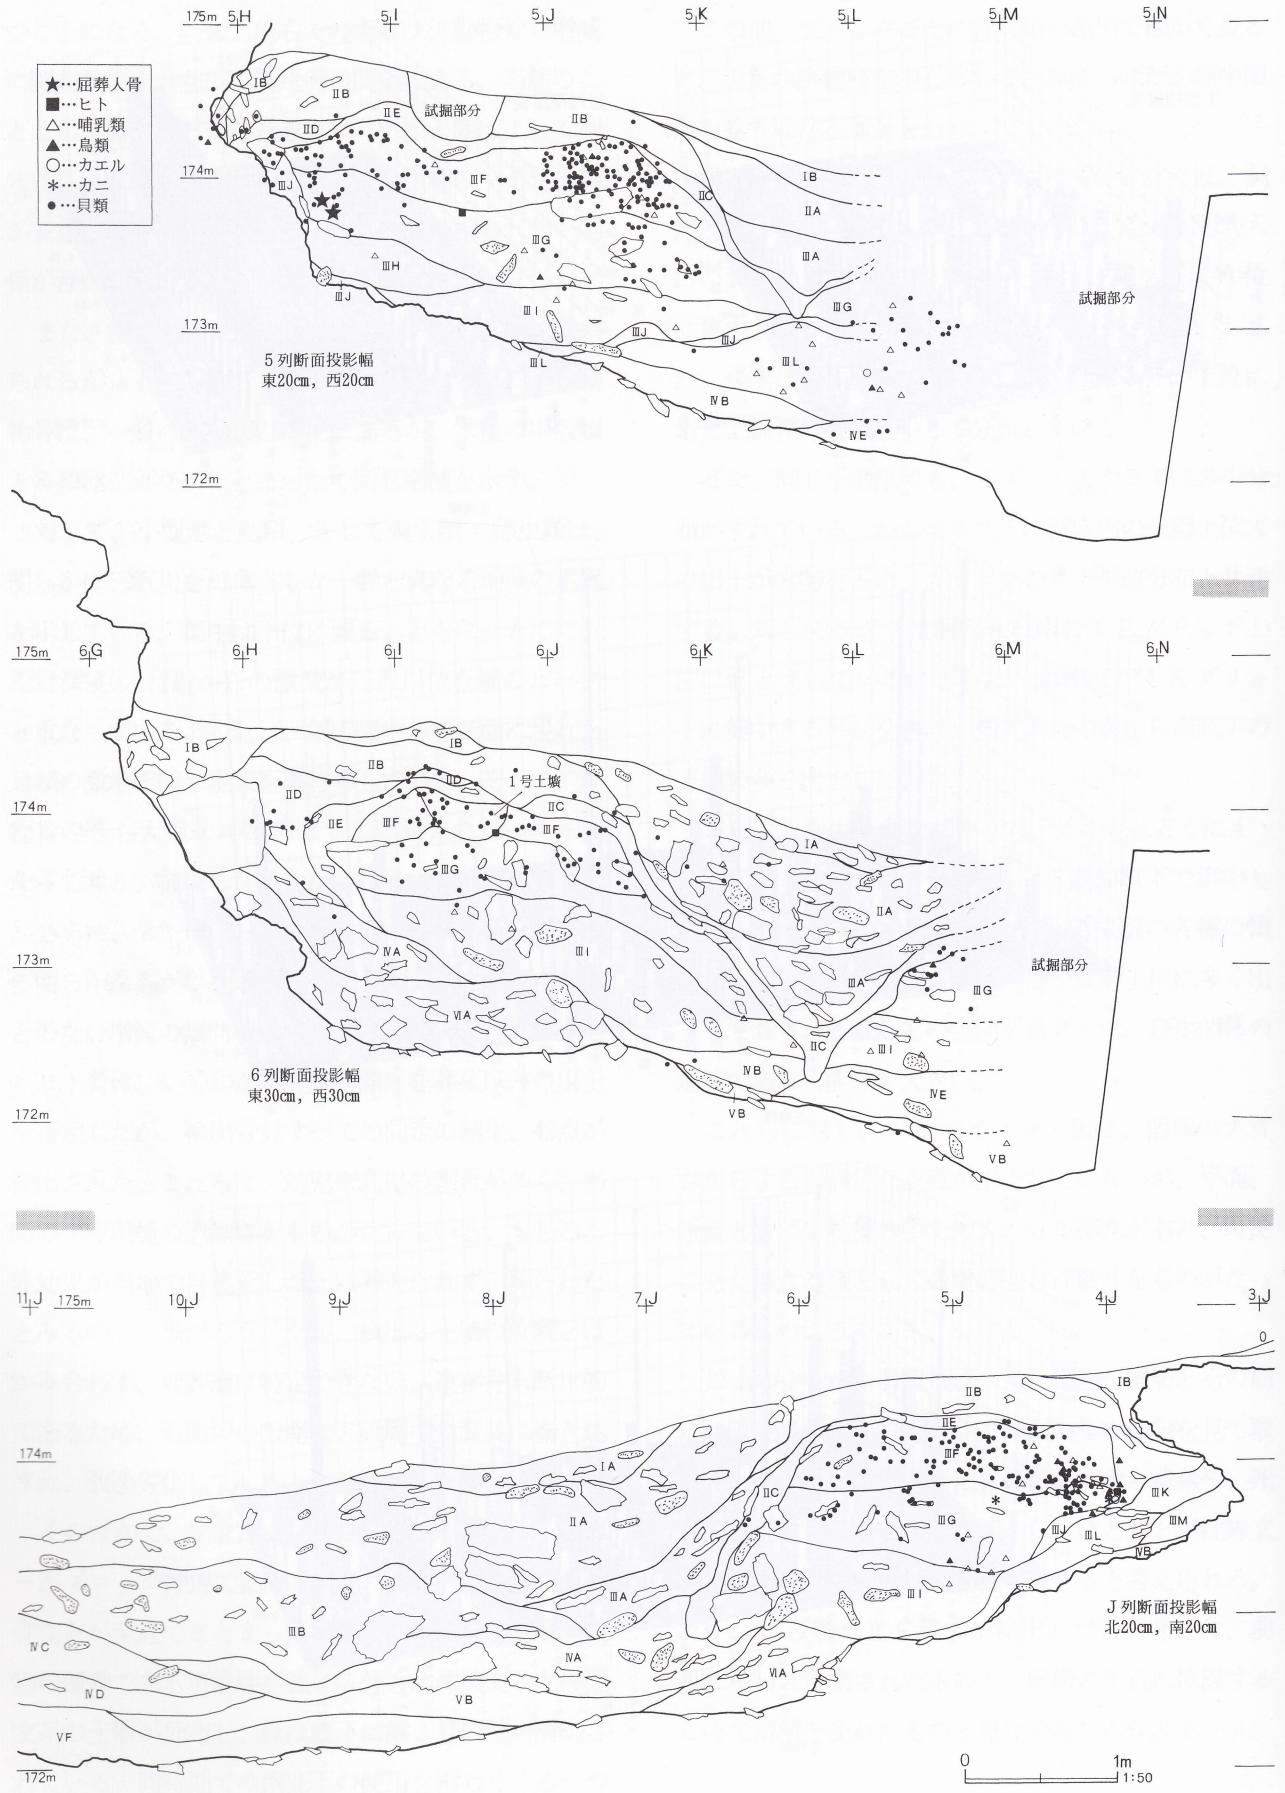 175m 5H 5I 5J 5K 5L 5M 5N
★…屈葬人骨
■…ヒト
△…哺乳類
▲…鳥類
○…カエル
＊…カニ
●…貝類
ⅠB
ⅡB
ⅡE
試掘部分
ⅡB
ⅡD
174m
ⅢJ
ⅢF
ⅡC
ⅠB
ⅡA
ⅢG
ⅢA
ⅢH
ⅢJ
ⅢI
ⅢG
試掘部分
173m
ⅢJ
ⅢJ
ⅢL
ⅢL
5列断面投影幅
東20cm，西20cm
ⅣB
ⅣE
172m
175m 6G 6H 6I 6J 6K 6L 6M 6N
ⅠB
ⅠB
ⅡB
ⅡD
1号土壙
ⅡD
174m
ⅡC
ⅡE
ⅢF
ⅢF
ⅠA
ⅢG
ⅡA
ⅣA
ⅢI
173m
試掘部分
ⅢA
ⅢG
ⅥA
ⅡC
ⅢI
6列断面投影幅
東30cm，西30cm
ⅣB
ⅣE
172m
ⅤB
ⅤB
11J 175m 10J 9J 8J 7J 6J 5J 4J 3J
0
ⅠB
ⅡB
ⅡE
174m
ⅠA
ⅢF
ⅡC
ⅢK
ⅡA
ⅢG
ⅢM
ⅢJ
ⅢL
ⅣB
ⅢA
ⅢI
J列断面投影幅
北20cm，南20cm
ⅢB
ⅣC
ⅣA
ⅥA
ⅣD
ⅤB
ⅤF
172m
0 1m
1:50